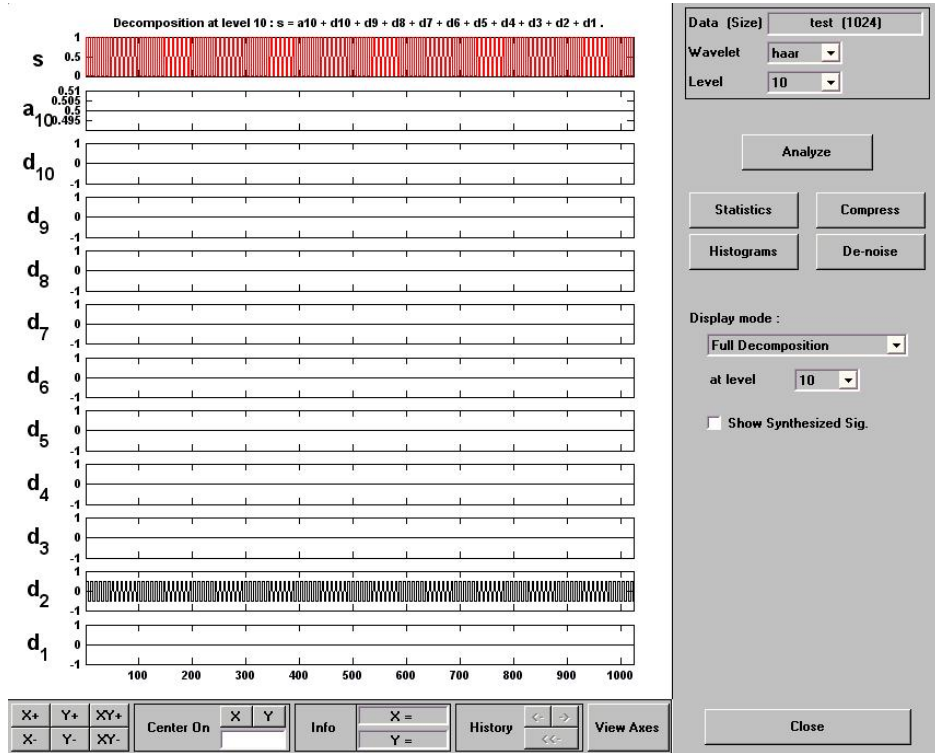 Decomposition at level 10 : s = a10 + d10 + d9 + d8 + d7 + d6 + d5 + d4 + d3 + d2 + d1 .
s
1
0.5
0
a10
0.51
0.505
0.5
0.495
d10
1
0
-1
d9
1
0
-1
d8
1
0
-1
d7
1
0
-1
d6
1
0
-1
d5
1
0
-1
d4
1
0
-1
d3
1
0
-1
d2
1
0
-1
d1
1
0
-1
100 200 300 400 500 600 700 800 900 1000
Data (Size) test (1024)
Wavelet haar
Level 10
Analyze
Statistics Compress
Histograms De-noise
Display mode :
Full Decomposition
at level 10
Show Synthesized Sig.
X+ Y+ XY+
X- Y- XY-
Center On X Y
Info X =
Y =
History <- ->
<<-
View Axes
Close